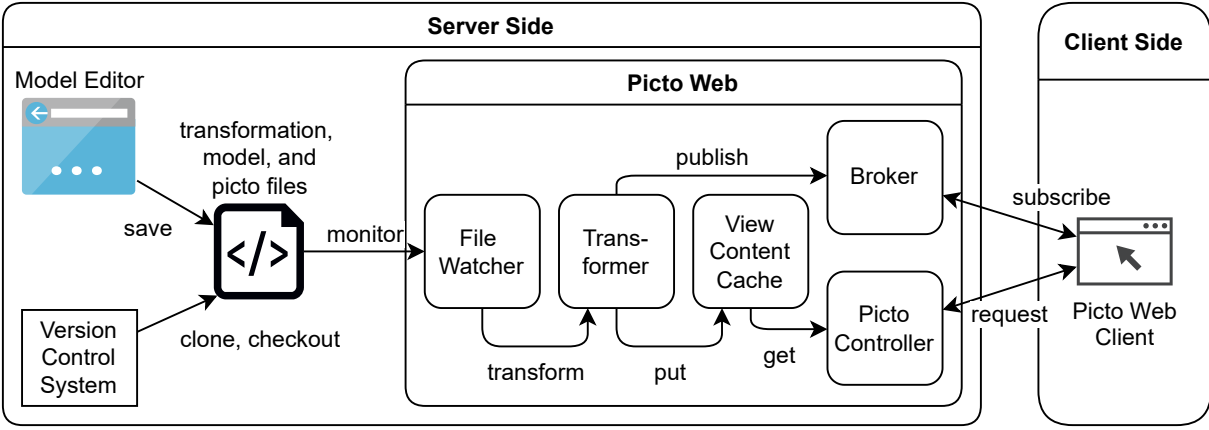 Server Side
Client Side
Model Editor
Picto Web
transformation,
model, and
picto files
save
monitor
clone, checkout
Version
Control
System
File
Watcher
Trans-
former
View
Content
Cache
Broker
Picto
Controller
publish
transform
put
get
subscribe
request
Picto Web
Client